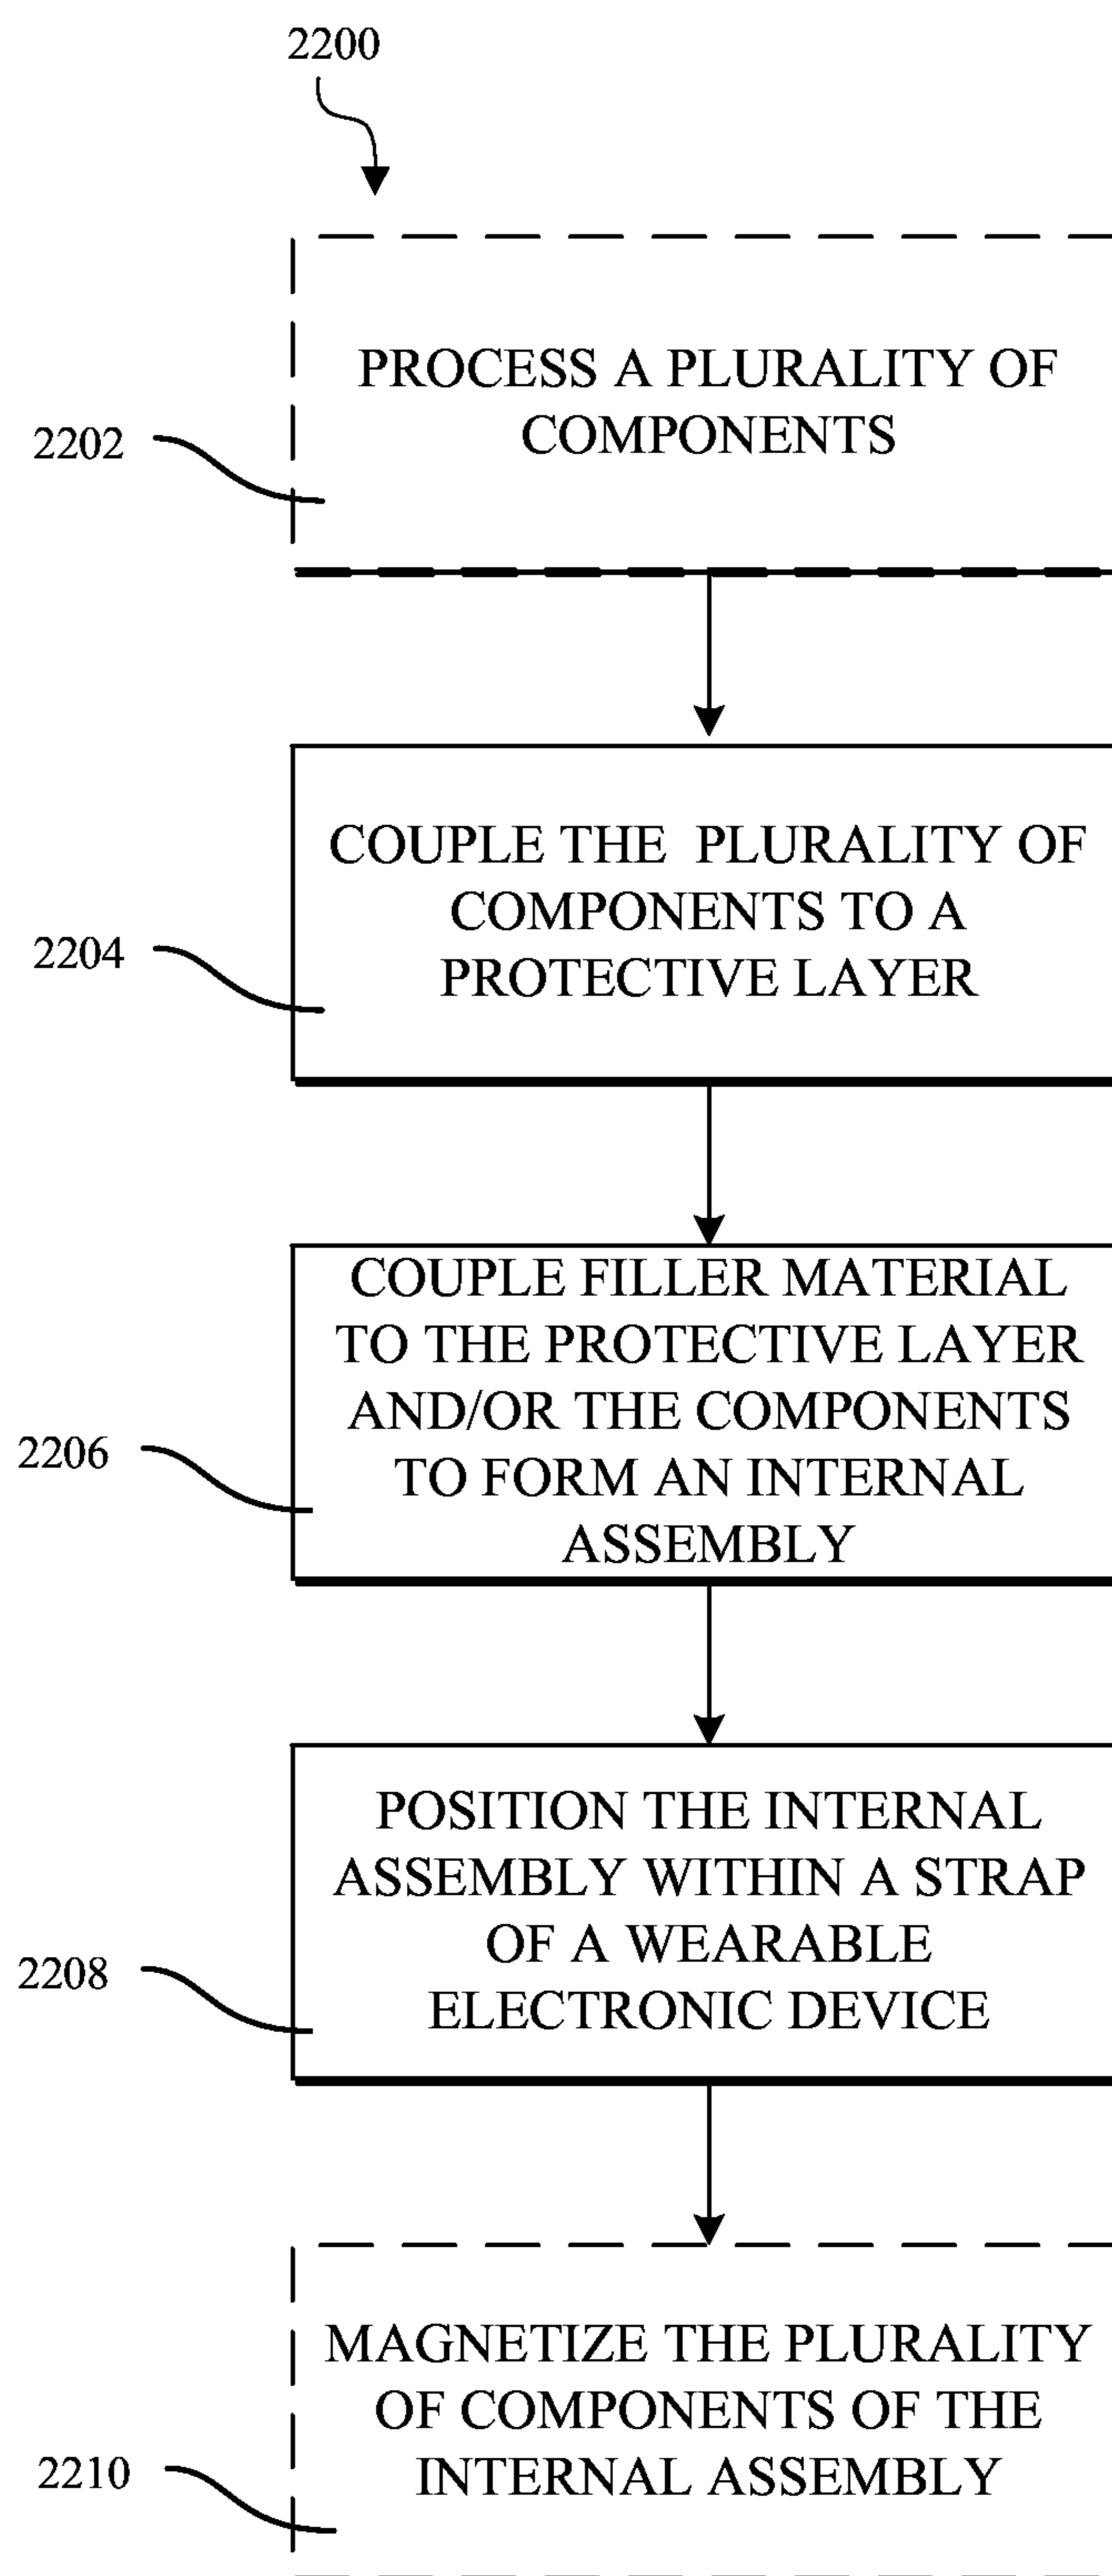 2200
PROCESS A PLURALITY OF
COMPONENTS
2202
COUPLE THE PLURALITY OF
COMPONENTS TO A
PROTECTIVE LAYER
2204
COUPLE FILLER MATERIAL
TO THE PROTECTIVE LAYER
AND/OR THE COMPONENTS
TO FORM AN INTERNAL
ASSEMBLY
2206
POSITION THE INTERNAL
ASSEMBLY WITHIN A STRAP
OF A WEARABLE
ELECTRONIC DEVICE
2208
MAGNETIZE THE PLURALITY
OF COMPONENTS OF THE
INTERNAL ASSEMBLY
2210